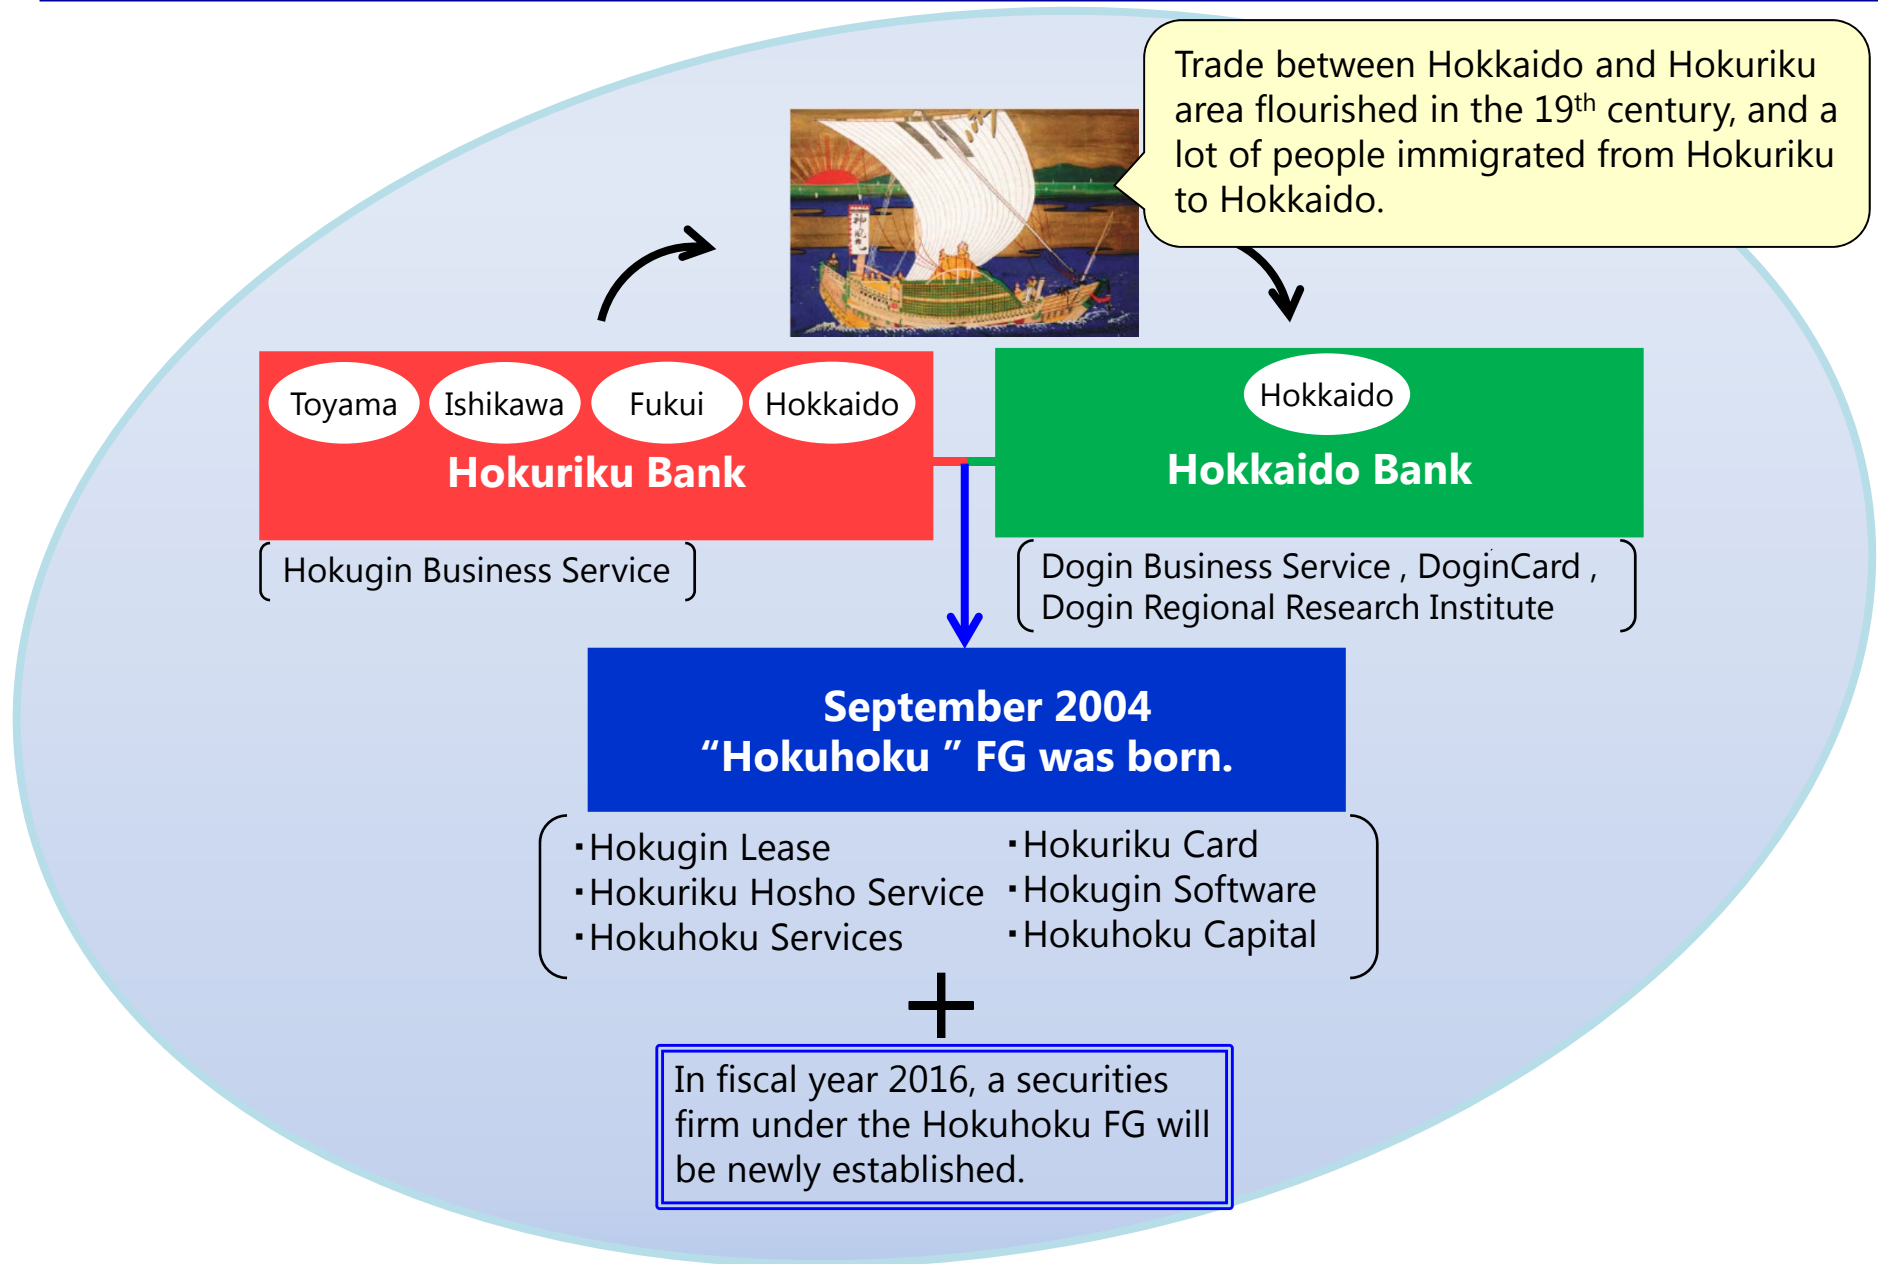 Trade between Hokkaido and Hokuriku
area flourished in the 19th century, and a
lot of people immigrated from Hokuriku
to Hokkaido.
Toyama
Ishikawa
Fukui
Hokkaido
Hokuriku Bank
Hokkaido
Hokkaido Bank
Hokugin Business Service
Dogin Business Service , DoginCard ,
Dogin Regional Research Institute
September 2004
“Hokuhoku ” FG was born.
・Hokugin Lease
・Hokuriku Hosho Service
・Hokuhoku Services
・Hokuriku Card
・Hokugin Software
・Hokuhoku Capital
+
In fiscal year 2016, a securities
firm under the Hokuhoku FG will
be newly established.